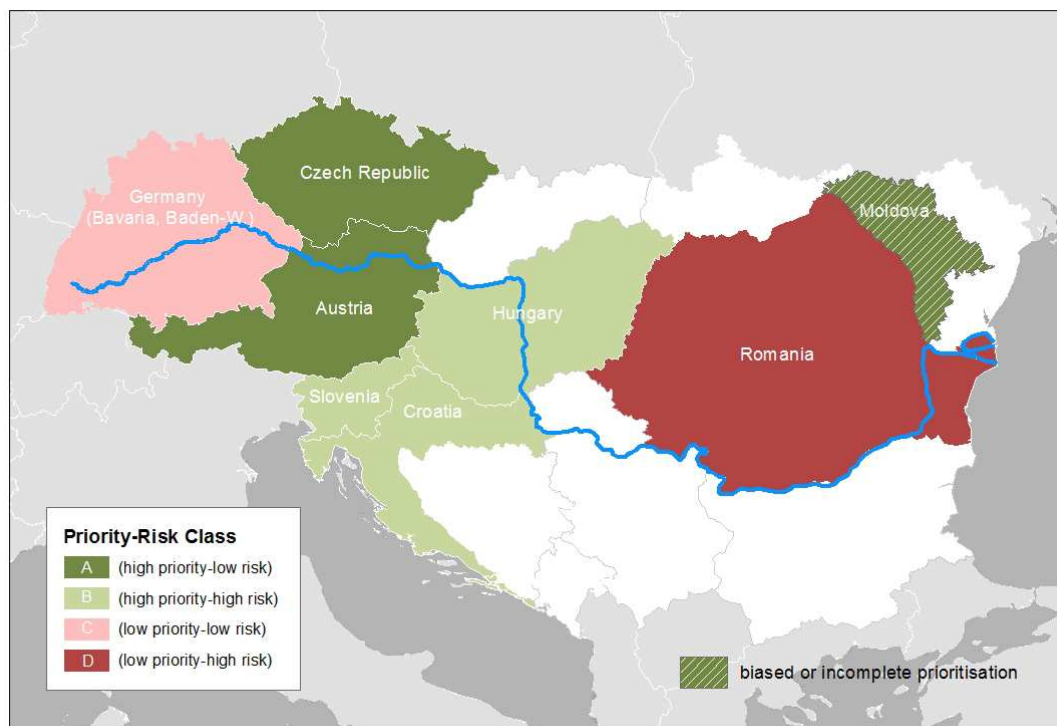 Czech Republic
Germany
(Bavaria, Baden-W.)
Moldova
Austria
Hungary
Romania
Slovenia
Croatia
Priority-Risk Class
A (high priority-low risk)
B (high priority-high risk)
C (low priority-low risk)
D (low priority-high risk)
biased or incomplete prioritisation